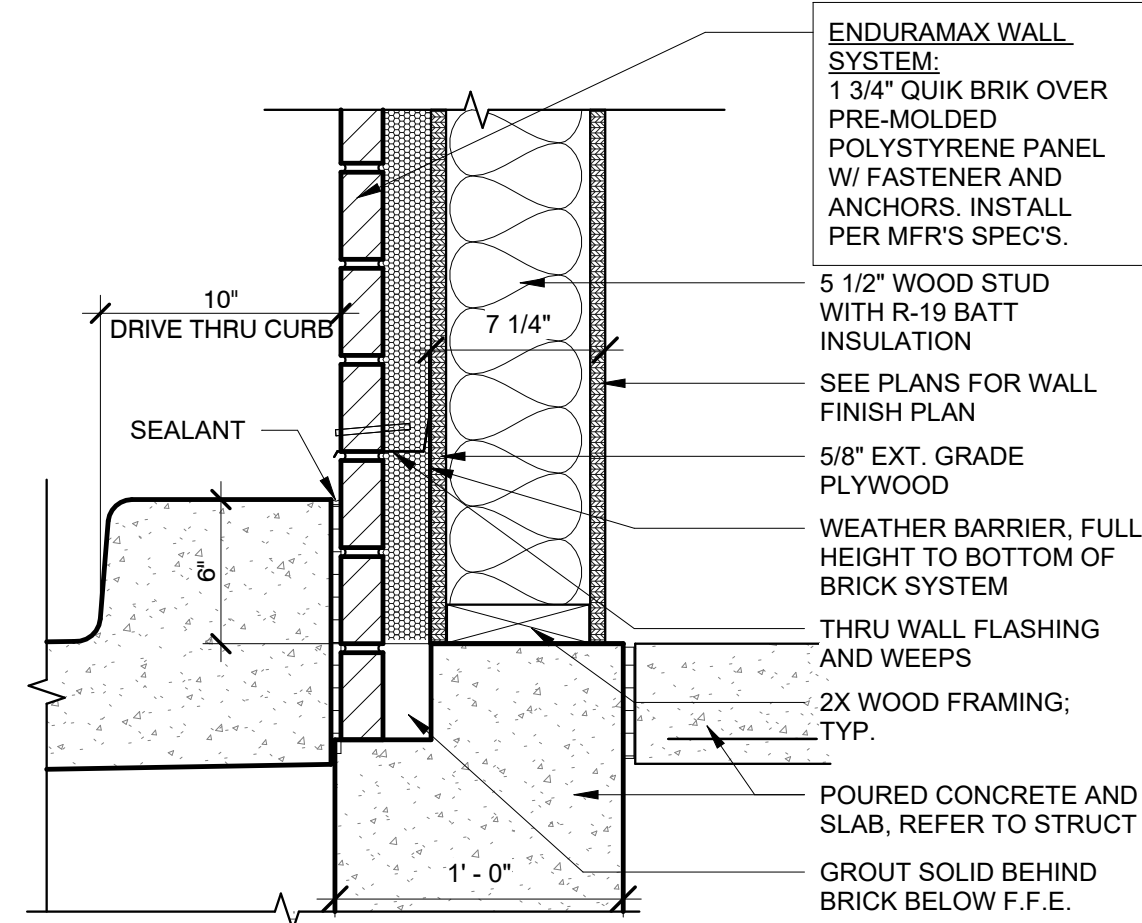 ENDURAMAX WALL
SYSTEM:
1 3/4" QUIK BRIK OVER
PRE-MOLDED
POLYSTYRENE PANEL
W/ FASTENER AND
ANCHORS. INSTALL
PER MFR'S SPEC'S.
5 1/2" WOOD STUD
WITH R-19 BATT
INSULATION
10"
DRIVE THRU CURB
7 1/4"
SEE PLANS FOR WALL
FINISH PLAN
SEALANT
5/8" EXT. GRADE
PLYWOOD
WEATHER BARRIER, FULL
HEIGHT TO BOTTOM OF
BRICK SYSTEM
6"
THRU WALL FLASHING
AND WEEPS
2X WOOD FRAMING;
TYP.
POURED CONCRETE AND
SLAB, REFER TO STRUCT
GROUT SOLID BEHIND
BRICK BELOW F.F.E.
1' - 0"